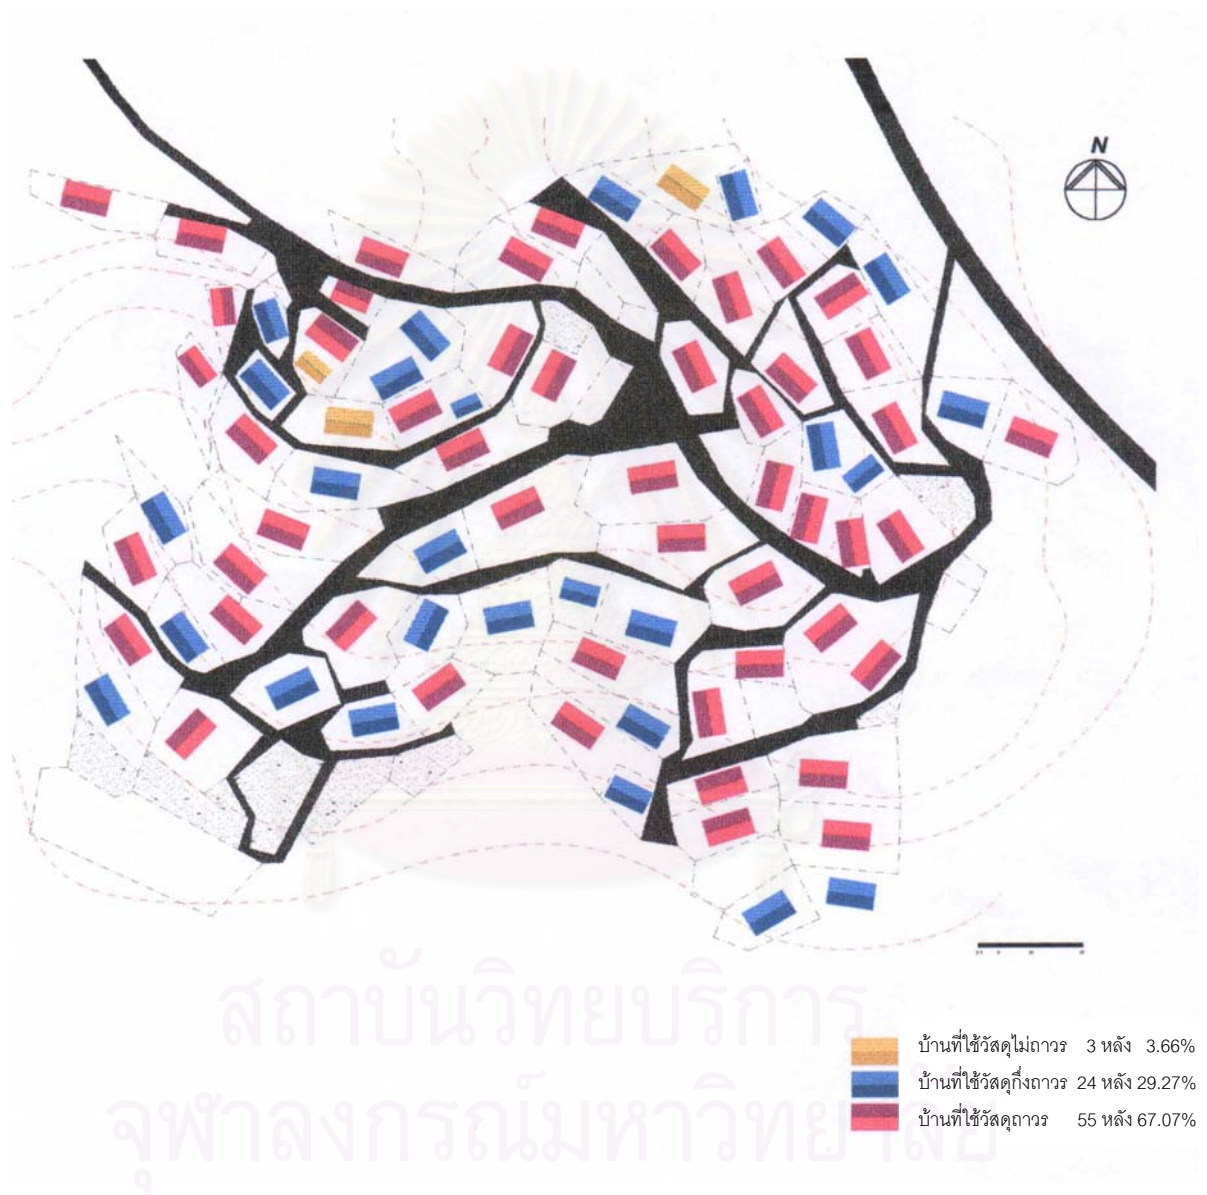 N
สถาบันวิทยบริการ
จุฬาลงกรณ์มหาวิทยาลัย
บ้านที่ใช้วัสดุไม่ถาวร 3 หลัง 3.66%
บ้านที่ใช้วัสดุกึ่งถาวร 24 หลัง 29.27%
บ้านที่ใช้วัสดุถาวร 55 หลัง 67.07%